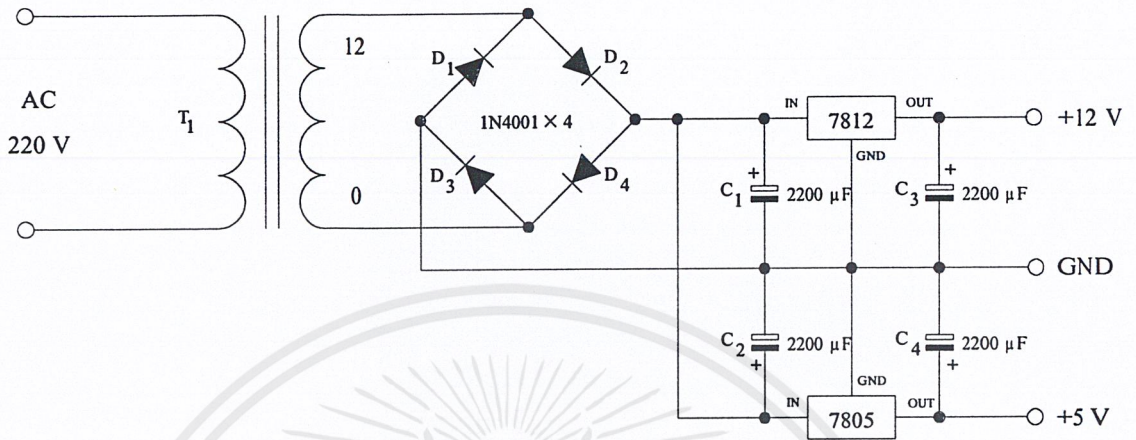 AC
220 V
T1
12
0
D1
D2
1N4001 × 4
D3
D4
IN
7812
OUT
GND
+12 V
+
C1
2200 µF
+
C3
2200 µF
GND
C2
2200 µF
+
C4
2200 µF
+
GND
IN
7805
OUT
+5 V